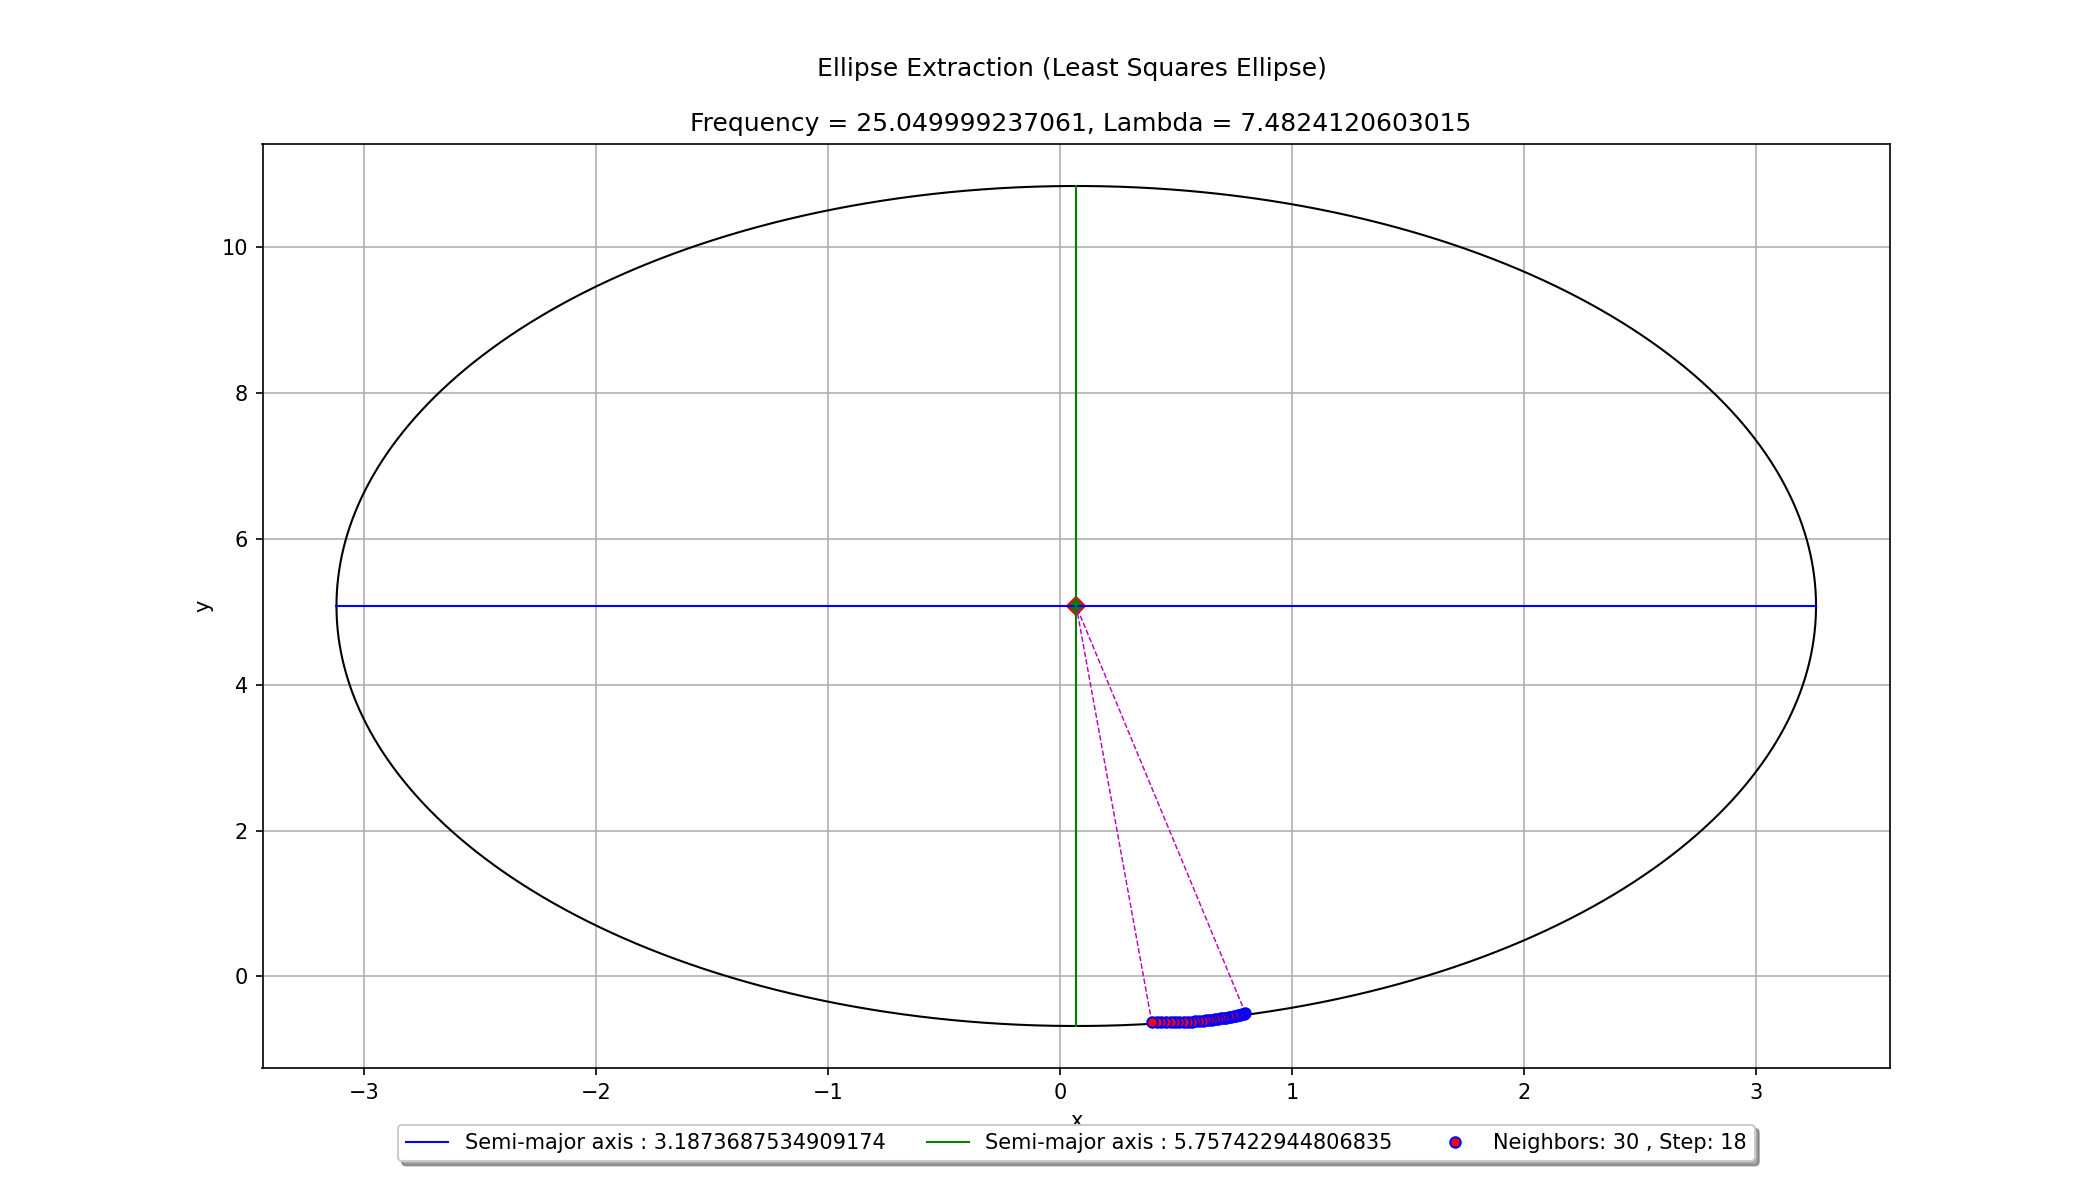 Ellipse Extraction (Least Squares Ellipse)
Frequency = 25.049999237061, Lambda = 7.4824120603015
10
8
6
y
4
2
0
−3 −2 −1 0 1 2 3
x
Semi-major axis : 3.1873687534909174 Semi-major axis : 5.757422944806835 Neighbors: 30 , Step: 18